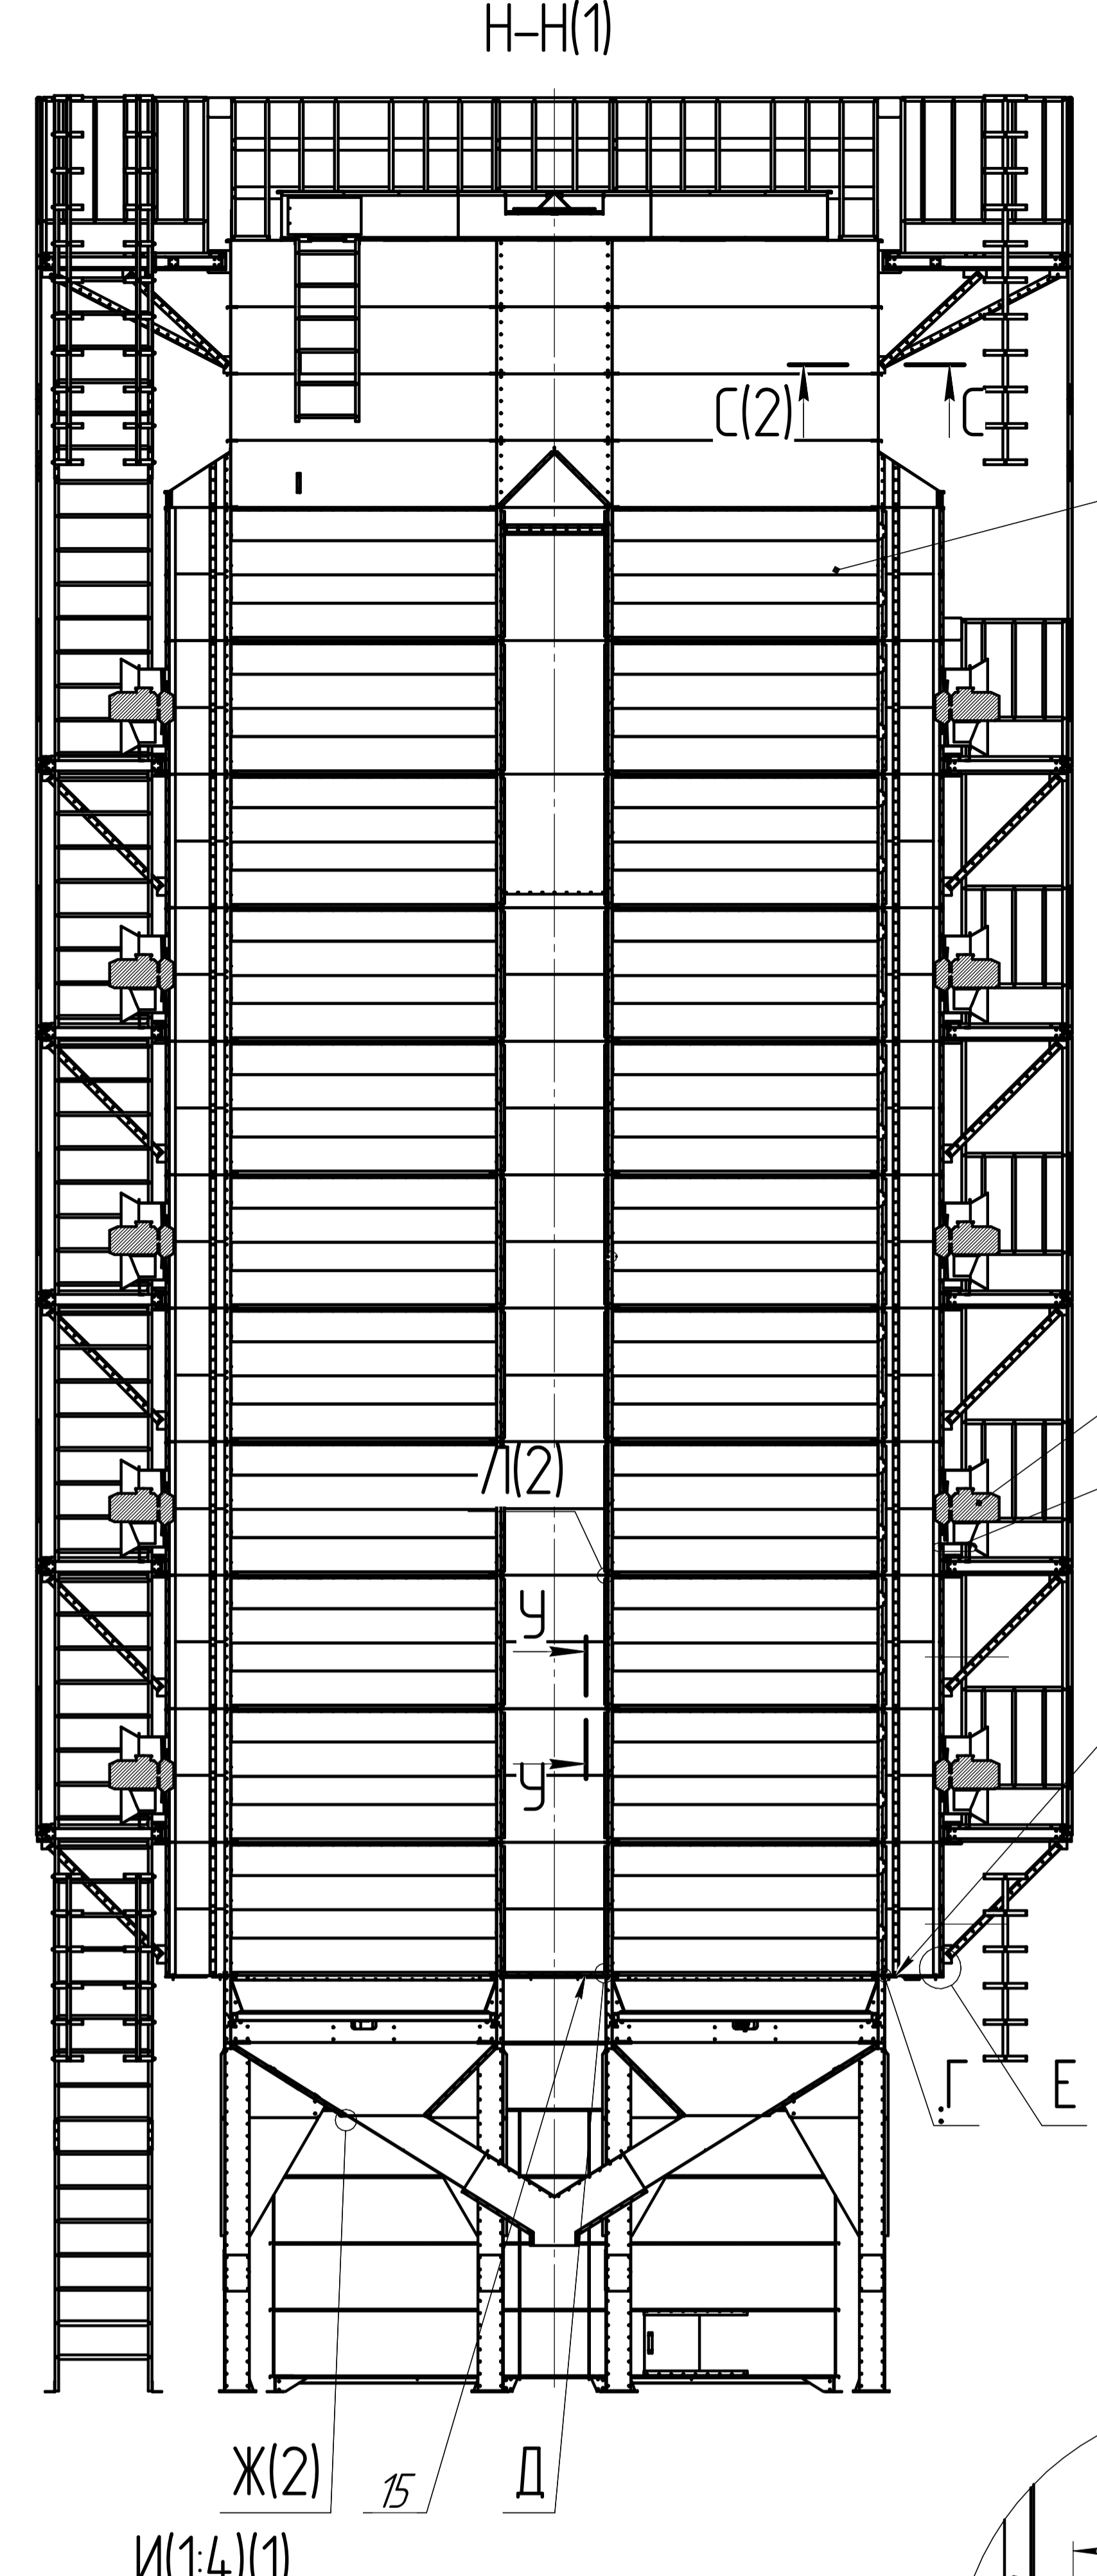 Н-Н(1)
С(2)
С
Л(2)
У
У
Г
Е
Ж(2)
15
Д
И(1:4)(1)